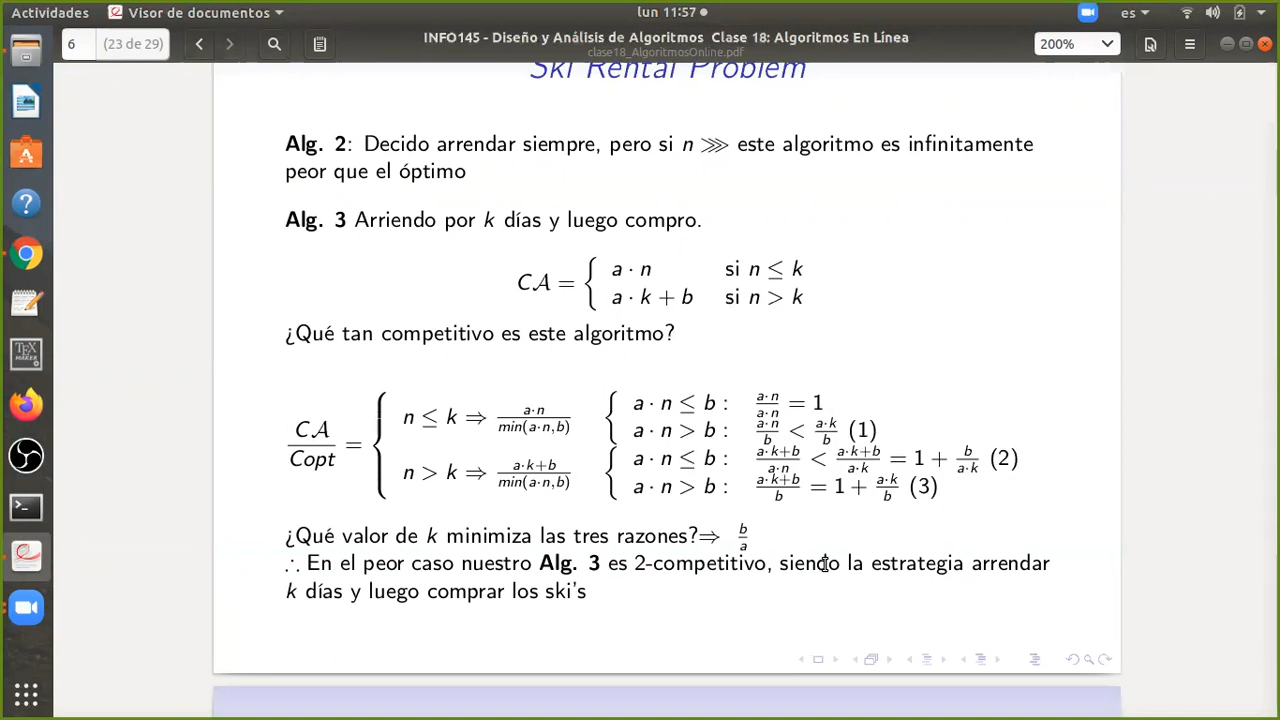 Actividades Visor de documentos lun 11:57 es
6 (23 de 29) INFO145 - Diseño y Análisis de Algoritmos Clase 18: Algoritmos En Línea 200%
clase18_AlgoritmosOnline.pdf
Ski Rental Problem
Alg. 2: Decido arrendar siempre, pero si n ⋙ este algoritmo es infinitamente
peor que el óptimo
Alg. 3 Arriendo por k días y luego compro.
CA = { a · n si n ≤ k
a · k + b si n > k
¿Qué tan competitivo es este algoritmo?
CA/Copt = { n ≤ k ⇒ a·n/min(a·n,b) { a · n ≤ b : a·n/a·n = 1
a · n > b : a·n/b < a·k/b (1)
n > k ⇒ a·k+b/min(a·n,b) { a · n ≤ b : a·k+b/a·n < a·k+b/a·k = 1 + b/a·k (2)
a · n > b : a·k+b/b = 1 + a·k/b (3)
¿Qué valor de k minimiza las tres razones?⇒ b/a
∴ En el peor caso nuestro Alg. 3 es 2-competitivo, siendo la estrategia arrendar
k días y luego comprar los ski's